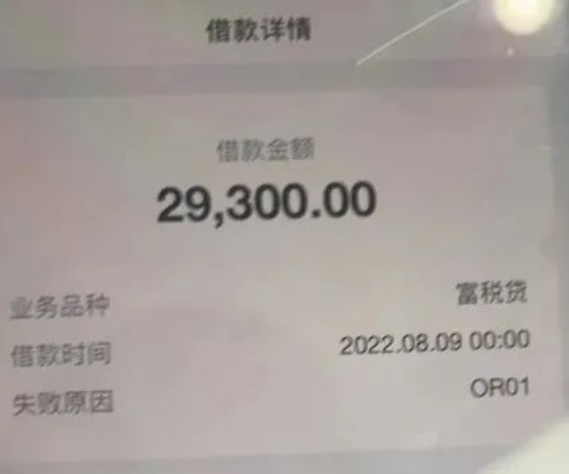 借款详情
借款金额
29,300.00
业务品种 富税贷
借款时间 2022.08.09 00:00
失败原因 OR01